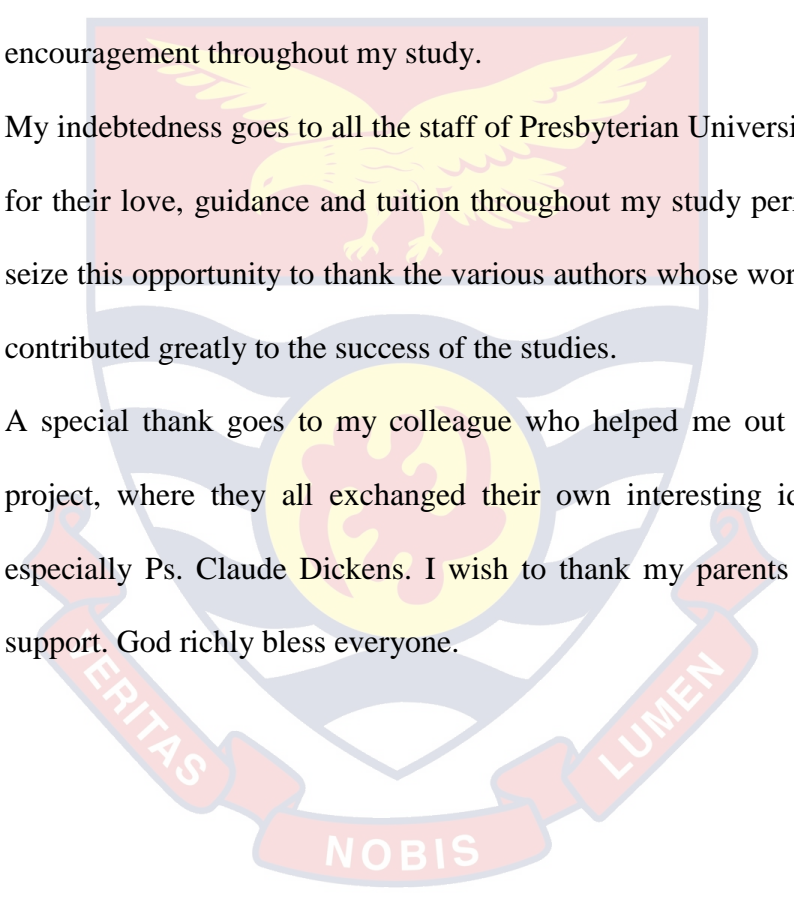 encouragement throughout my study.
My indebtedness goes to all the staff of Presbyterian
for their love, guidance and tuition throughout my study
seize this opportunity to thank the various authors whose
contributed greatly to the success of the studies.
A special thank goes to my colleague who helped me out
project, where they all exchanged their own interesting
especially Ps. Claude Dickens. I wish to thank my parents
support. God richly bless everyone.
VERITAS
NOBIS
LUMEN